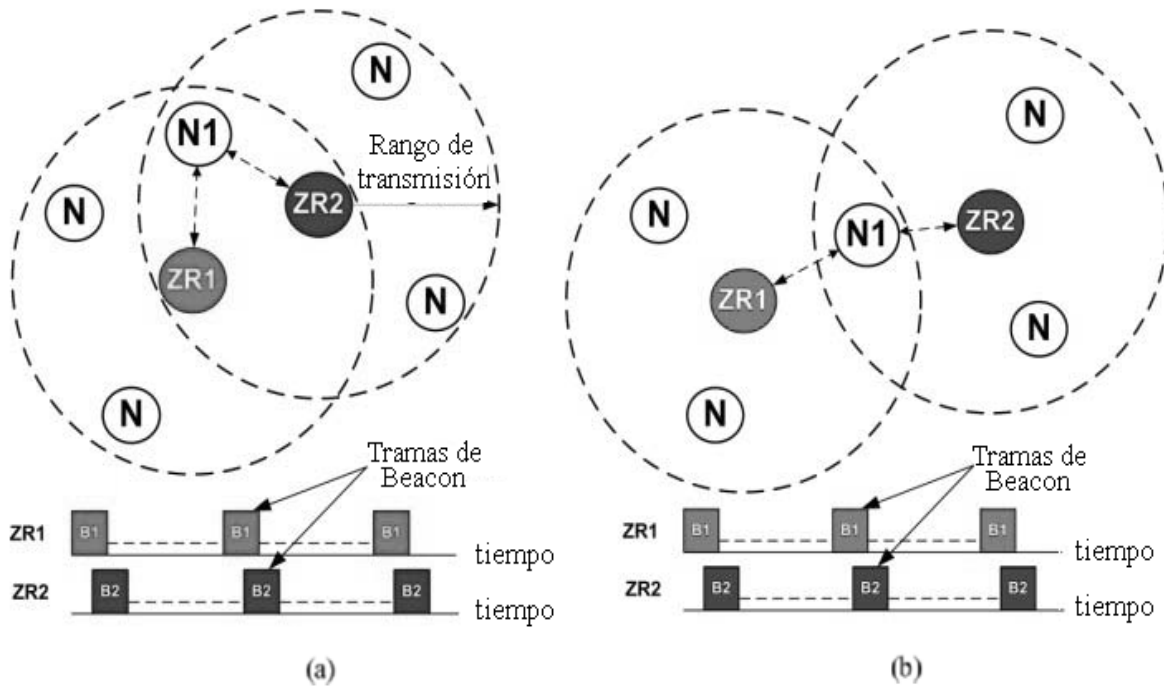 N
N1
Rango de
transmisión
N
ZR2
ZR1
N
N
Tramas de
Beacon
ZR1
B1
B1
B1
tiempo
ZR2
B2
B2
B2
tiempo
(a)
N
N
N1
ZR2
ZR1
N
N
Tramas de
Beacon
ZR1
B1
B1
B1
tiempo
ZR2
B2
B2
B2
tiempo
(b)